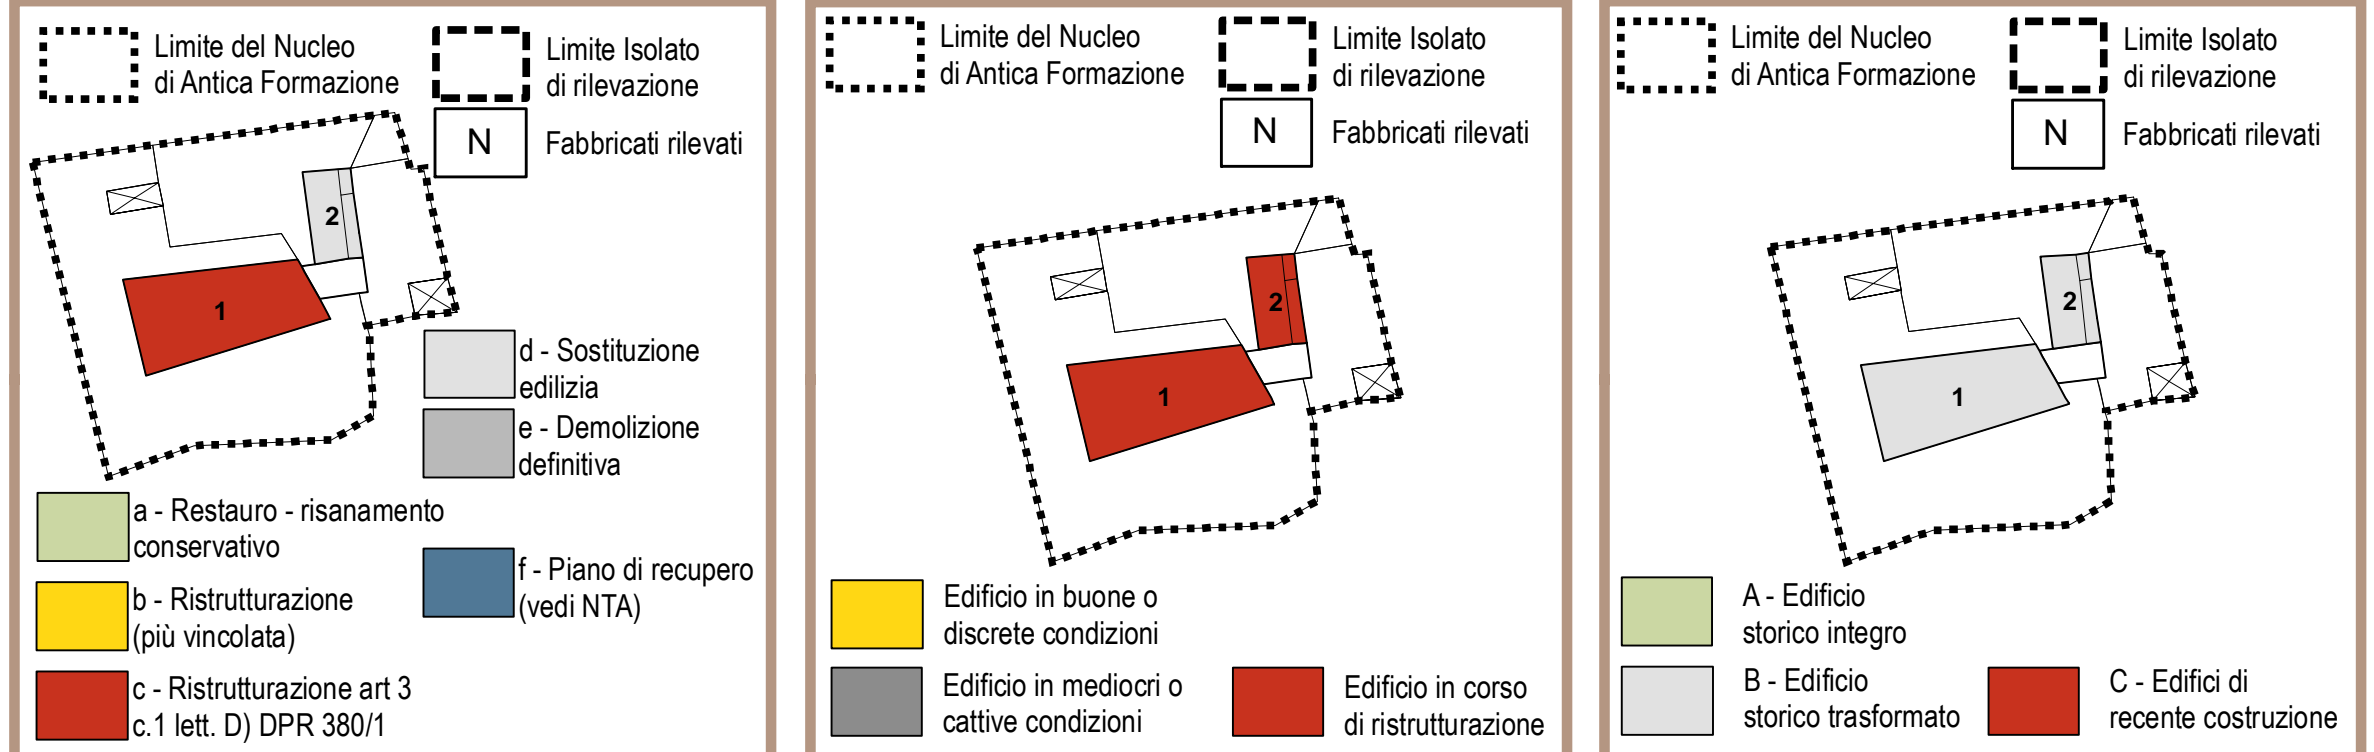 Limite del Nucleo
di Antica Formazione
Limite Isolato
di rilevazione
N
Fabbricati rilevati
2
1
d - Sostituzione
edilizia
e - Demolizione
definitiva
a - Restauro - risanamento
conservativo
b - Ristrutturazione
(più vincolata)
c - Ristrutturazione art 3
c.1 lett. D) DPR 380/1
f - Piano di recupero
(vedi NTA)
Limite del Nucleo
di Antica Formazione
Limite Isolato
di rilevazione
N
Fabbricati rilevati
2
1
Edificio in buone o
discrete condizioni
Edificio in mediocri o
cattive condizioni
Edificio in corso
di ristrutturazione
Limite del Nucleo
di Antica Formazione
Limite Isolato
di rilevazione
N
Fabbricati rilevati
2
1
A - Edificio
storico integro
B - Edificio
storico trasformato
C - Edifici di
recente costruzione